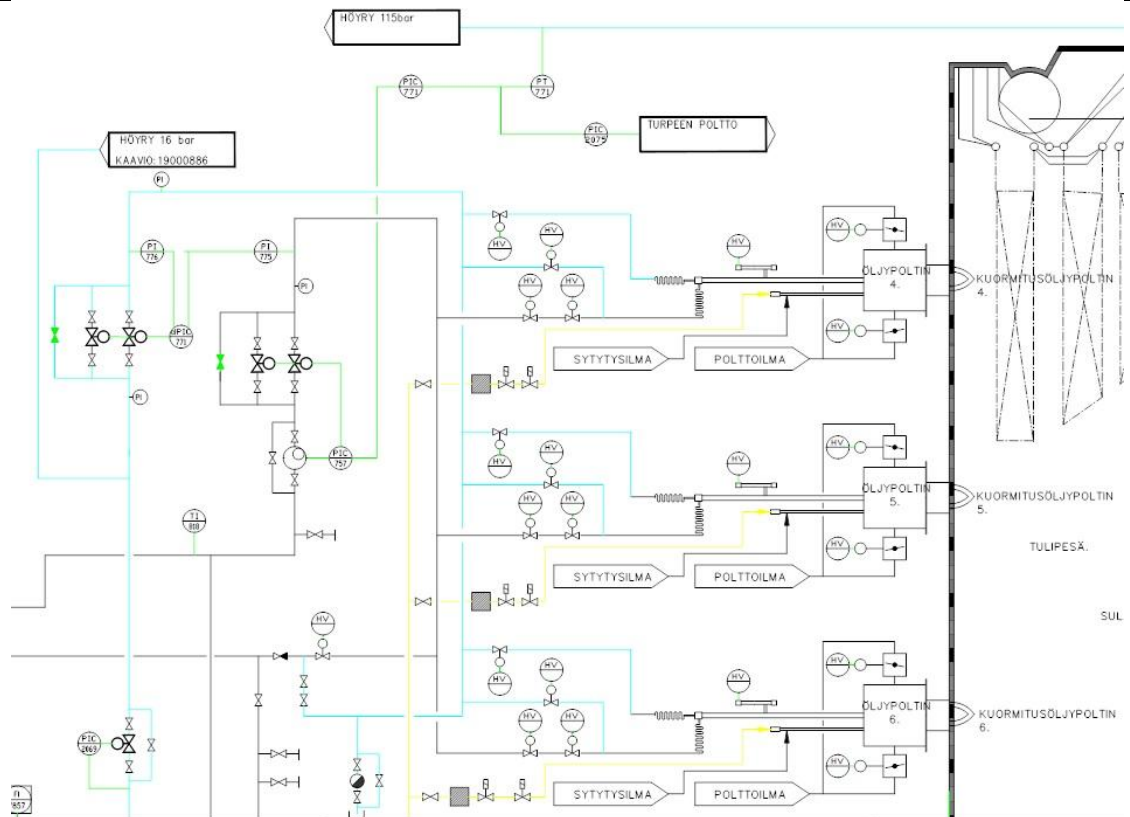 HÖYRY 115bar
PIC
771
PT
771
PIC
2075
TURPEEN POLTTO
HÖYRY 16 bar
KAAVIO:19000886
PI
PI
776
PI
775
PI
dPIC
771
PI
PIC
757
TI
818
HV
HV
HV
HV
HV
HV
ÖLJYPOLTIN
4.
KUORMITUSÖLJYPOLTIN
4.
HV
SYTYTYSILMA
POLTTOILMA
HV
HV
HV
HV
HV
HV
ÖLJYPOLTIN
5.
KUORMITUSÖLJYPOLTIN
5.
HV
TULIPESÄ.
SYTYTYSILMA
POLTTOILMA
SUL
HV
HV
HV
HV
HV
HV
HV
ÖLJYPOLTIN
6.
KUORMITUSÖLJYPOLTIN
6.
HV
PIC
2069
SYTYTYSILMA
POLTTOILMA
857